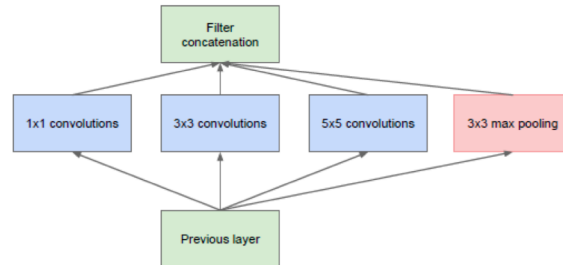 Filter
concatenation
1x1 convolutions
3x3 convolutions
5x5 convolutions
3x3 max pooling
Previous layer